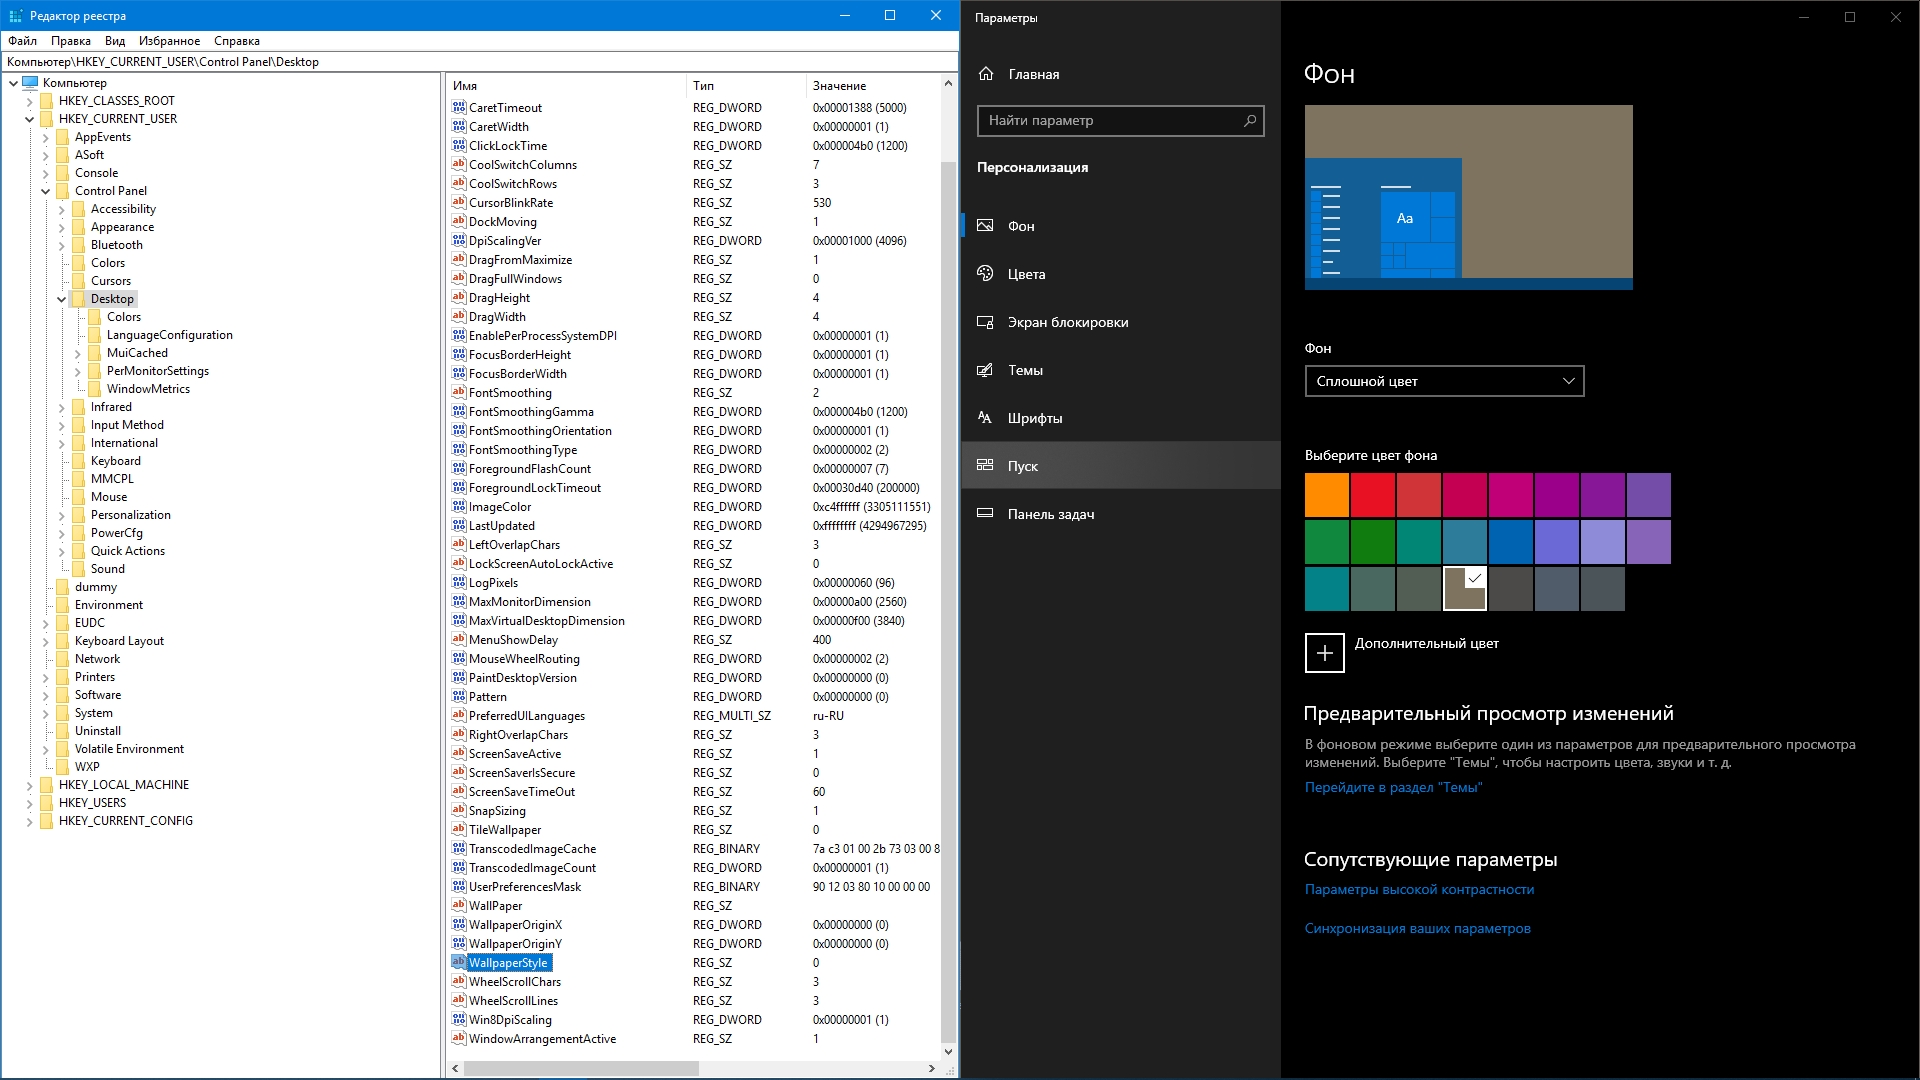 Редактор реестра
Файл Правка Вид Избранное Справка
Компьютер\HKEY_CURRENT_USER\Control Panel\Desktop
Компьютер
HKEY_CLASSES_ROOT
HKEY_CURRENT_USER
AppEvents
ASoft
Console
Control Panel
Accessibility
Appearance
Bluetooth
Colors
Cursors
Desktop
Colors
LanguageConfiguration
MuiCached
PerMonitorSettings
WindowMetrics
Infrared
Input Method
International
Keyboard
MMCPL
Mouse
Personalization
PowerCfg
Quick Actions
Sound
dummy
Environment
EUDC
Keyboard Layout
Network
Printers
Software
System
Uninstall
Volatile Environment
WXP
HKEY_LOCAL_MACHINE
HKEY_USERS
HKEY_CURRENT_CONFIG
Имя Тип Значение
CaretTimeout REG_DWORD 0x00001388 (5000)
CaretWidth REG_DWORD 0x00000001 (1)
ClickLockTime REG_DWORD 0x000004b0 (1200)
CoolSwitchColumns REG_SZ 7
CoolSwitchRows REG_SZ 3
CursorBlinkRate REG_SZ 530
DockMoving REG_SZ 1
DpiScalingVer REG_DWORD 0x00001000 (4096)
DragFromMaximize REG_SZ 1
DragFullWindows REG_SZ 0
DragHeight REG_SZ 4
DragWidth REG_SZ 4
EnablePerProcessSystemDPI REG_DWORD 0x00000001 (1)
FocusBorderHeight REG_DWORD 0x00000001 (1)
FocusBorderWidth REG_DWORD 0x00000001 (1)
FontSmoothing REG_SZ 2
FontSmoothingGamma REG_DWORD 0x000004b0 (1200)
FontSmoothingOrientation REG_DWORD 0x00000001 (1)
FontSmoothingType REG_DWORD 0x00000002 (2)
ForegroundFlashCount REG_DWORD 0x00000007 (7)
ForegroundLockTimeout REG_DWORD 0x00030d40 (200000)
ImageColor REG_DWORD 0xc4ffffff (3305111551)
LastUpdated REG_DWORD 0xffffffff (4294967295)
LeftOverlapChars REG_SZ 3
LockScreenAutoLockActive REG_SZ 0
LogPixels REG_DWORD 0x00000060 (96)
MaxMonitorDimension REG_DWORD 0x00000a00 (2560)
MaxVirtualDesktopDimension REG_DWORD 0x00000f00 (3840)
MenuShowDelay REG_SZ 400
MouseWheelRouting REG_DWORD 0x00000002 (2)
PaintDesktopVersion REG_DWORD 0x00000000 (0)
Pattern REG_DWORD 0x00000000 (0)
PreferredUILanguages REG_MULTI_SZ ru-RU
RightOverlapChars REG_SZ 3
ScreenSaveActive REG_SZ 1
ScreenSaverIsSecure REG_SZ 0
ScreenSaveTimeOut REG_SZ 60
SnapSizing REG_SZ 1
TileWallpaper REG_SZ 0
TranscodedImageCache REG_BINARY 7a c3 01 00 2b 73 03 00 8
TranscodedImageCount REG_DWORD 0x00000001 (1)
UserPreferencesMask REG_BINARY 90 12 03 80 10 00 00 00
WallPaper REG_SZ
WallpaperOriginX REG_DWORD 0x00000000 (0)
WallpaperOriginY REG_DWORD 0x00000000 (0)
WallpaperStyle REG_SZ 0
WheelScrollChars REG_SZ 3
WheelScrollLines REG_SZ 3
Win8DpiScaling REG_DWORD 0x00000001 (1)
WindowArrangementActive REG_SZ 1
Параметры
Главная
Найти параметр
Персонализация
Фон
Цвета
Экран блокировки
Темы
Шрифты
Пуск
Панель задач
Фон
Aa
Фон
Сплошной цвет
Выберите цвет фона
Дополнительный цвет
Предварительный просмотр изменений
В фоновом режиме выберите один из параметров для предварительного просмотра
изменений. Выберите "Темы", чтобы настроить цвета, звуки и т. д.
Перейдите в раздел "Темы"
Сопутствующие параметры
Параметры высокой контрастности
Синхронизация ваших параметров